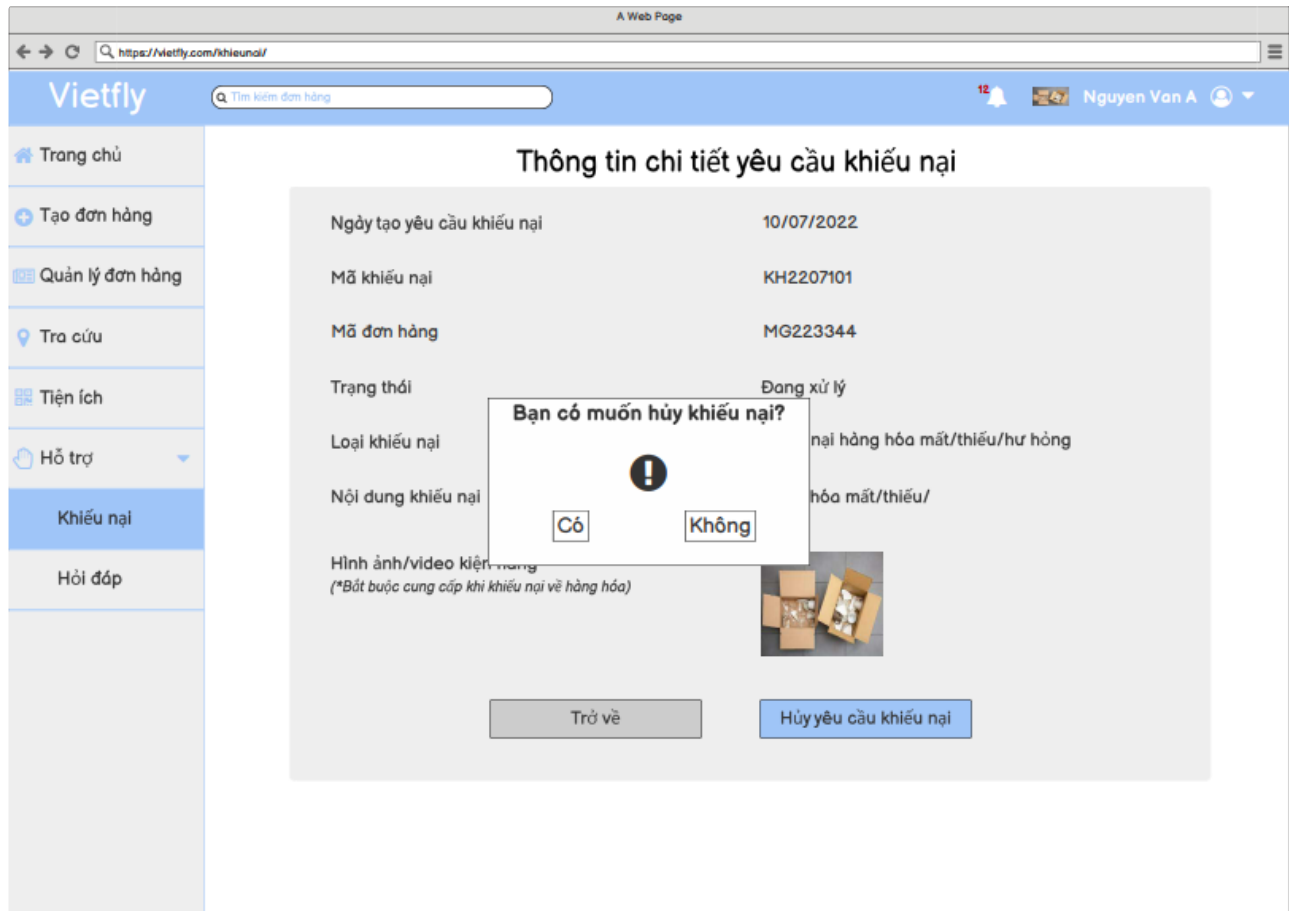 A Web Page
https://vietfly.com/khieunai/
Vietfly
Tìm kiếm đơn hàng
12
Nguyen Van A
Trang chủ
Tạo đơn hàng
Quản lý đơn hàng
Tra cứu
Tiện ích
Hỗ trợ
Khiếu nại
Hỏi đáp
Thông tin chi tiết yêu cầu khiếu nại
Ngày tạo yêu cầu khiếu nại 10/07/2022
Mã khiếu nại KH2207101
Mã đơn hàng MG223344
Trạng thái Đang xử lý
Bạn có muốn hủy khiếu nại?
Loại khiếu nại nại hàng hóa mất/thiếu/hư hỏng
Nội dung khiếu nại hóa mất/thiếu/
Có Không
Hình ảnh/video kiện hàng
(*Bắt buộc cung cấp khi khiếu nại về hàng hóa)
Trở về Hủy yêu cầu khiếu nại